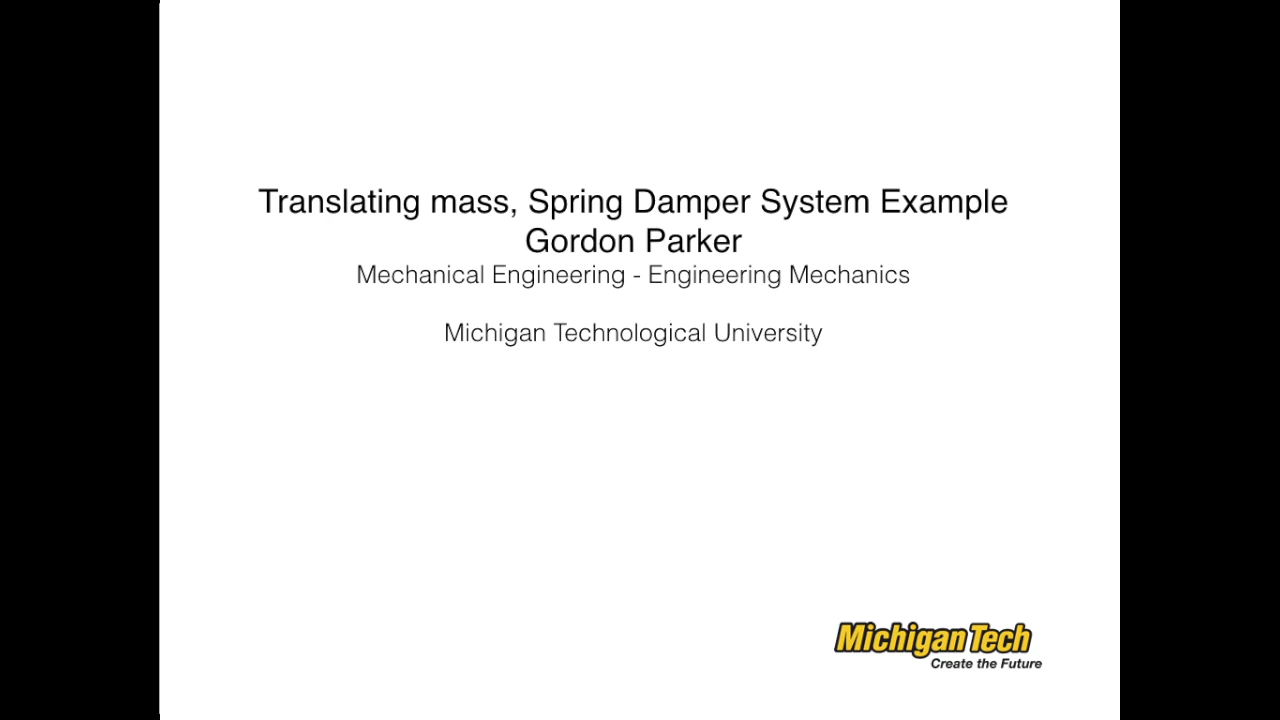 Translating mass, Spring Damper System Example
Gordon Parker
Mechanical Engineering - Engineering Mechanics
Michigan Technological University
Michigan Tech
Create the Future